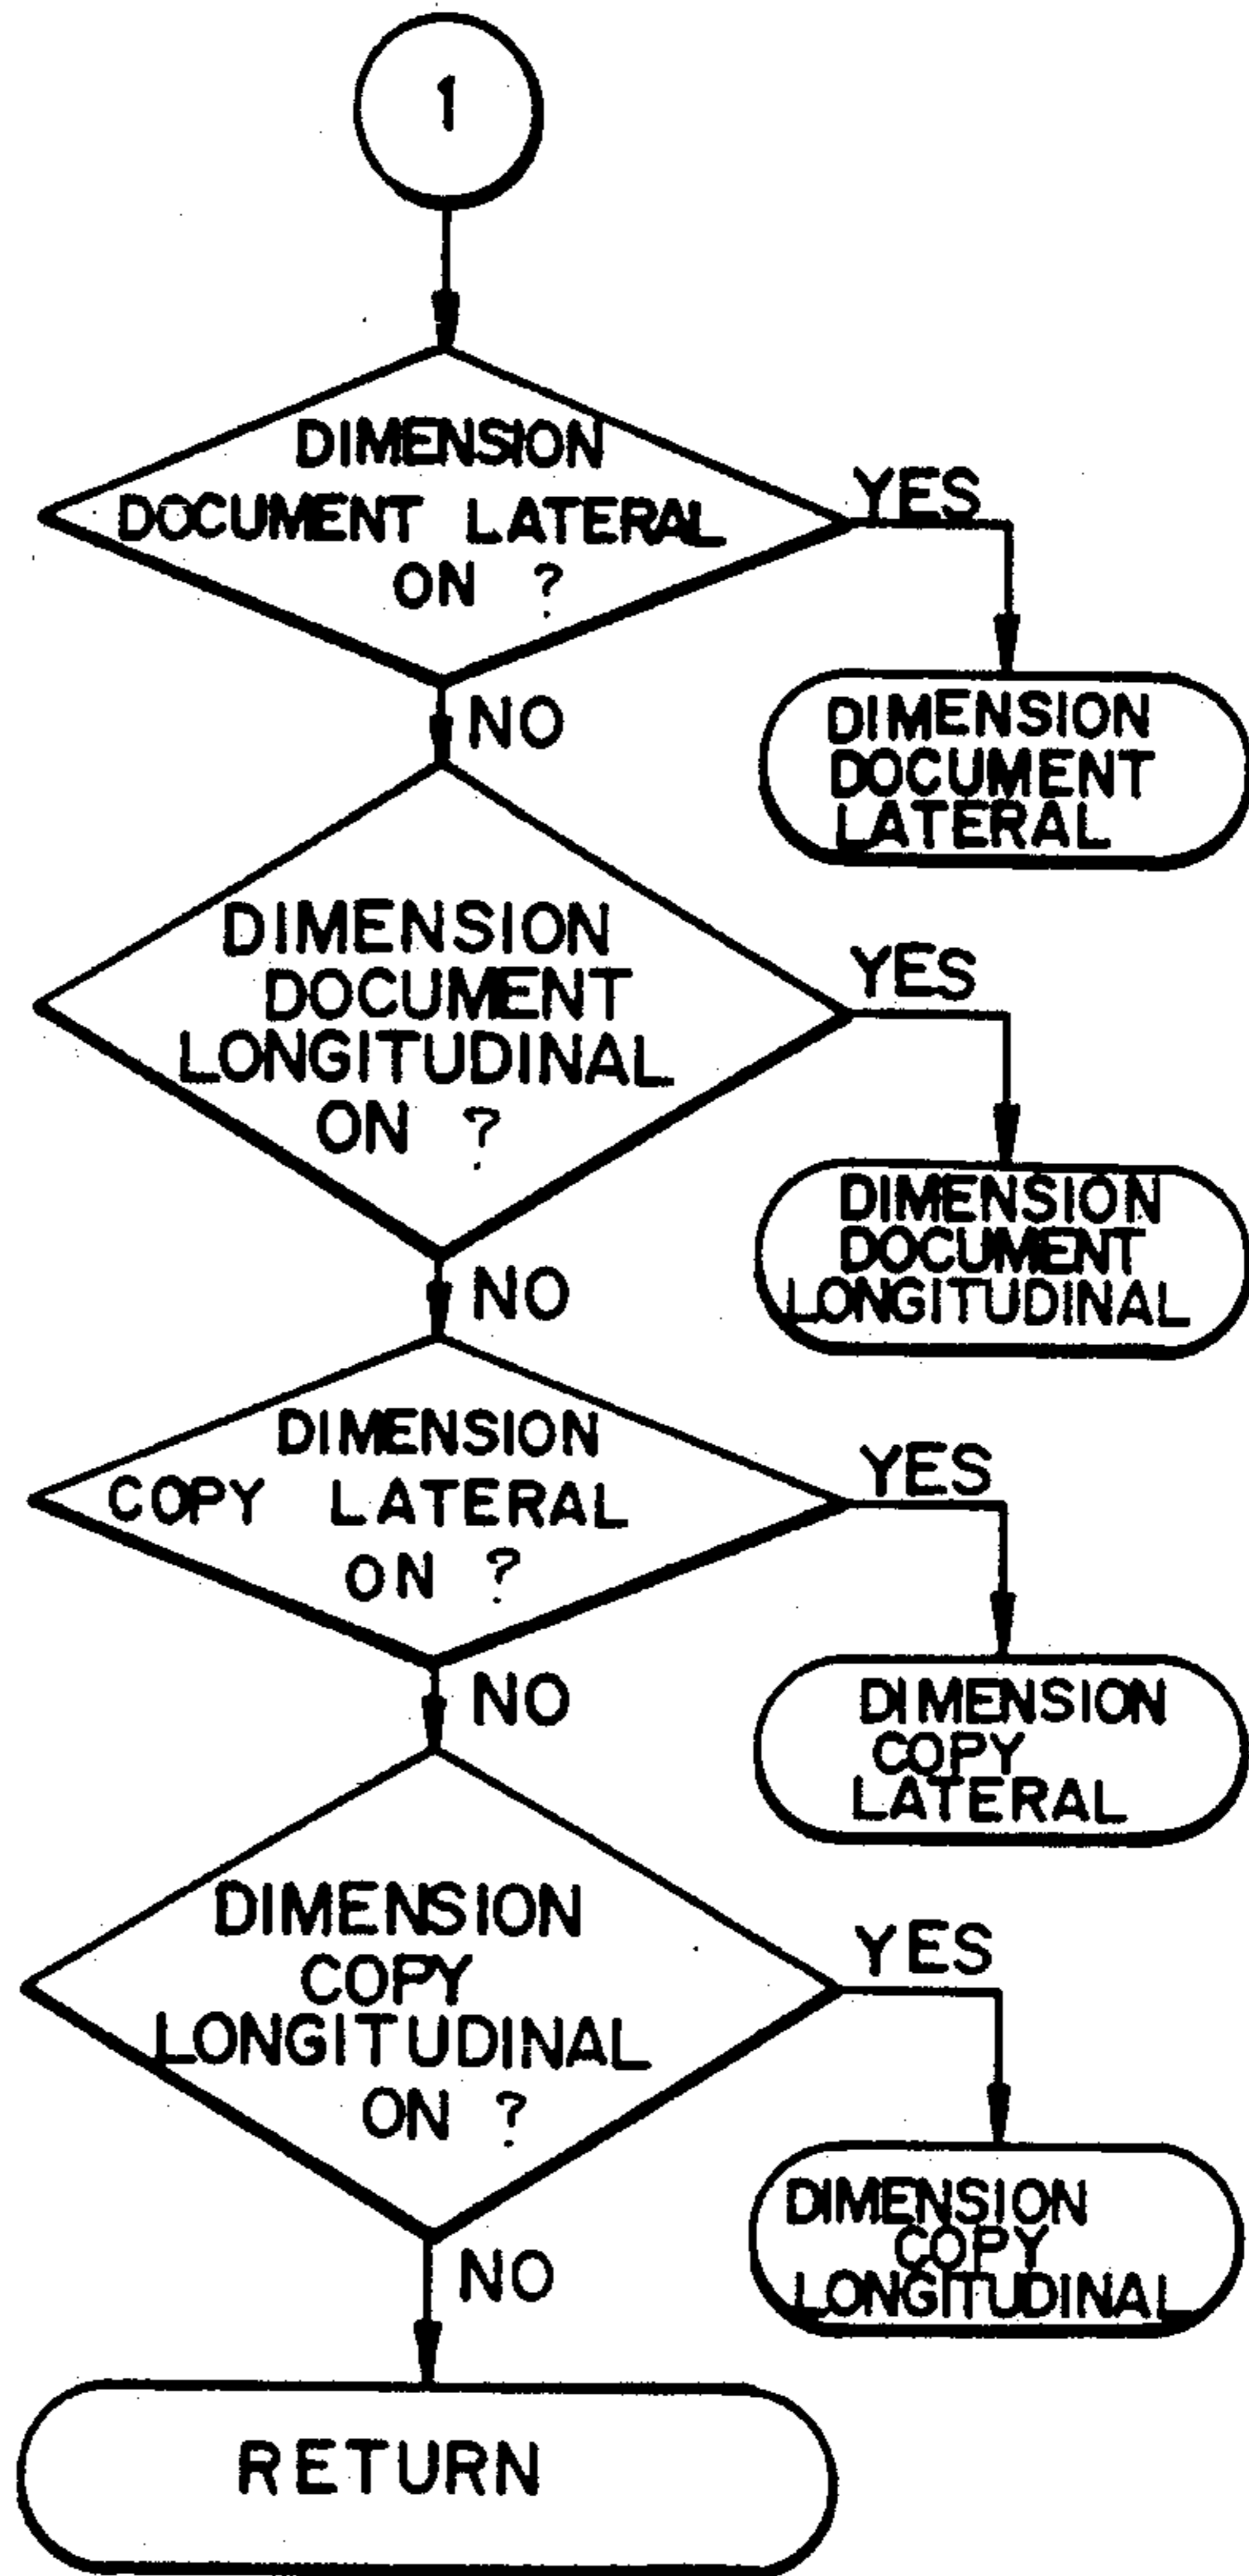 1
DIMENSION
DOCUMENT LATERAL
ON ?
YES
DIMENSION
DOCUMENT
LATERAL
NO
DIMENSION
DOCUMENT
LONGITUDINAL
ON ?
YES
DIMENSION
DOCUMENT
LONGITUDINAL
NO
DIMENSION
COPY LATERAL
ON ?
YES
DIMENSION
COPY
LATERAL
NO
DIMENSION
COPY
LONGITUDINAL
ON ?
YES
DIMENSION
COPY
LONGITUDINAL
NO
RETURN